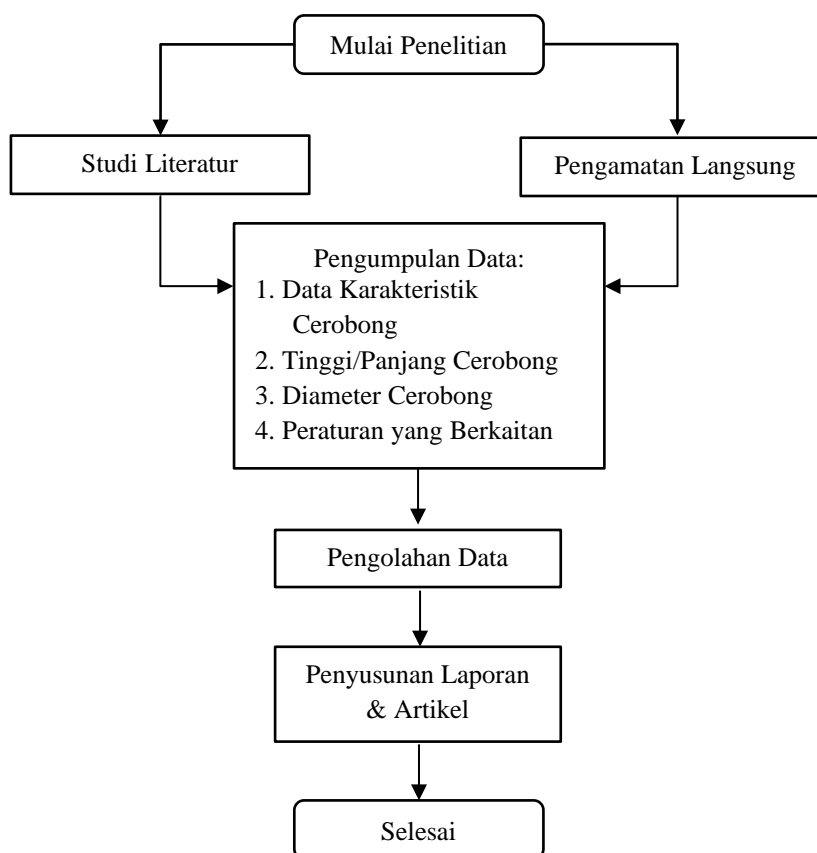 Mulai Penelitian
Studi Literatur
Pengamatan Langsung
Pengumpulan Data:
1. Data Karakteristik
Cerobong
2. Tinggi/Panjang Cerobong
3. Diameter Cerobong
4. Peraturan yang Berkaitan
Pengolahan Data
Penyusunan Laporan
& Artikel
Selesai